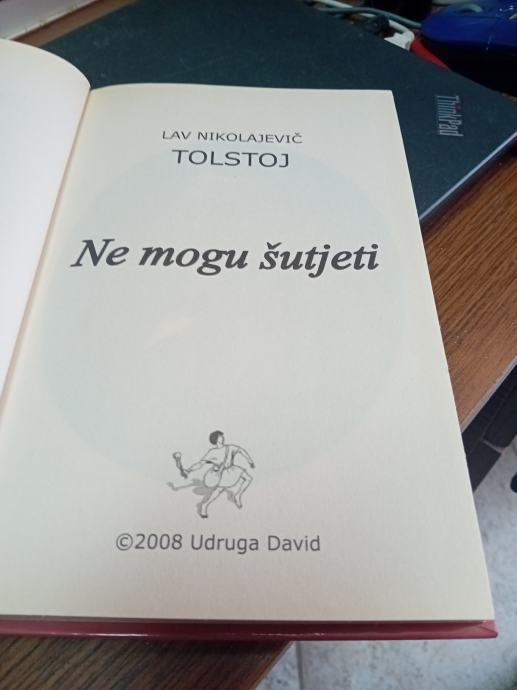 LAV NIKOLAJEVIČ
TOLSTOJ
Ne mogu šutjeti
©2008 Udruga David
ThinkPad